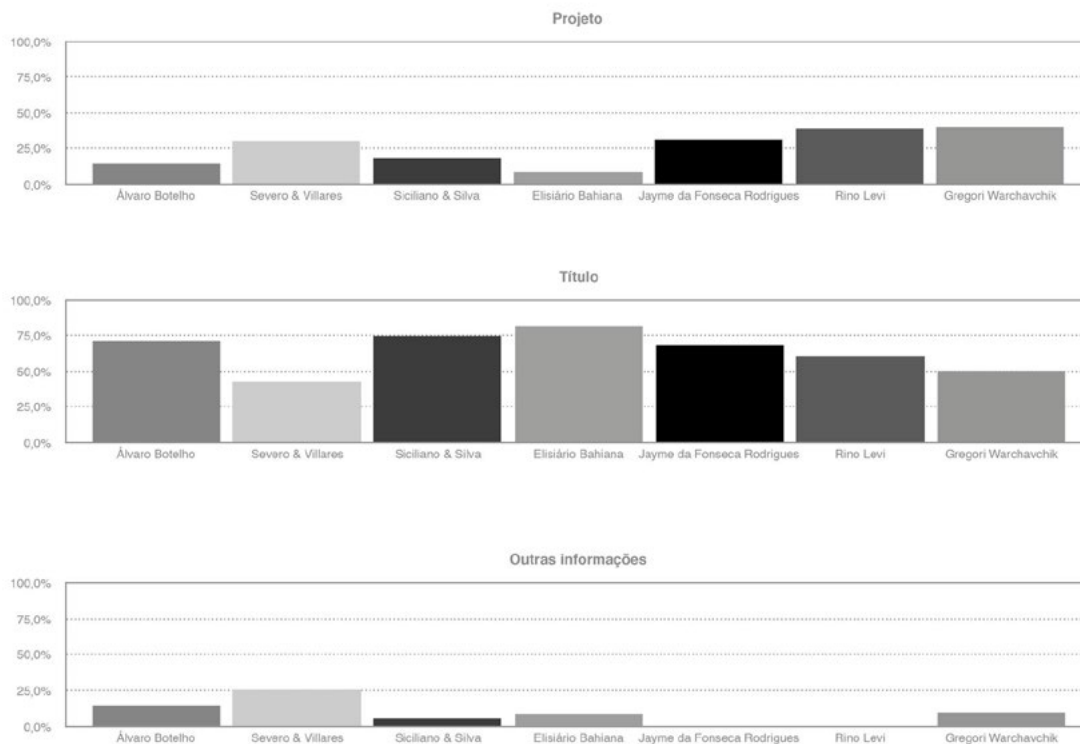 Projeto
100,0%
75,0%
50,0%
25,0%
0,0%
Álvaro Botelho Severo & Villares Siciliano & Silva Elisiário Bahiana Jayme da Fonseca Rodrigues Rino Levi Gregori Warchavchik
Título
100,0%
75,0%
50,0%
25,0%
0,0%
Álvaro Botelho Severo & Villares Siciliano & Silva Elisiário Bahiana Jayme da Fonseca Rodrigues Rino Levi Gregori Warchavchik
Outras informações
100,0%
75,0%
50,0%
25,0%
0,0%
Álvaro Botelho Severo & Villares Siciliano & Silva Elisiário Bahiana Jayme da Fonseca Rodrigues Rino Levi Gregori Warchavchik